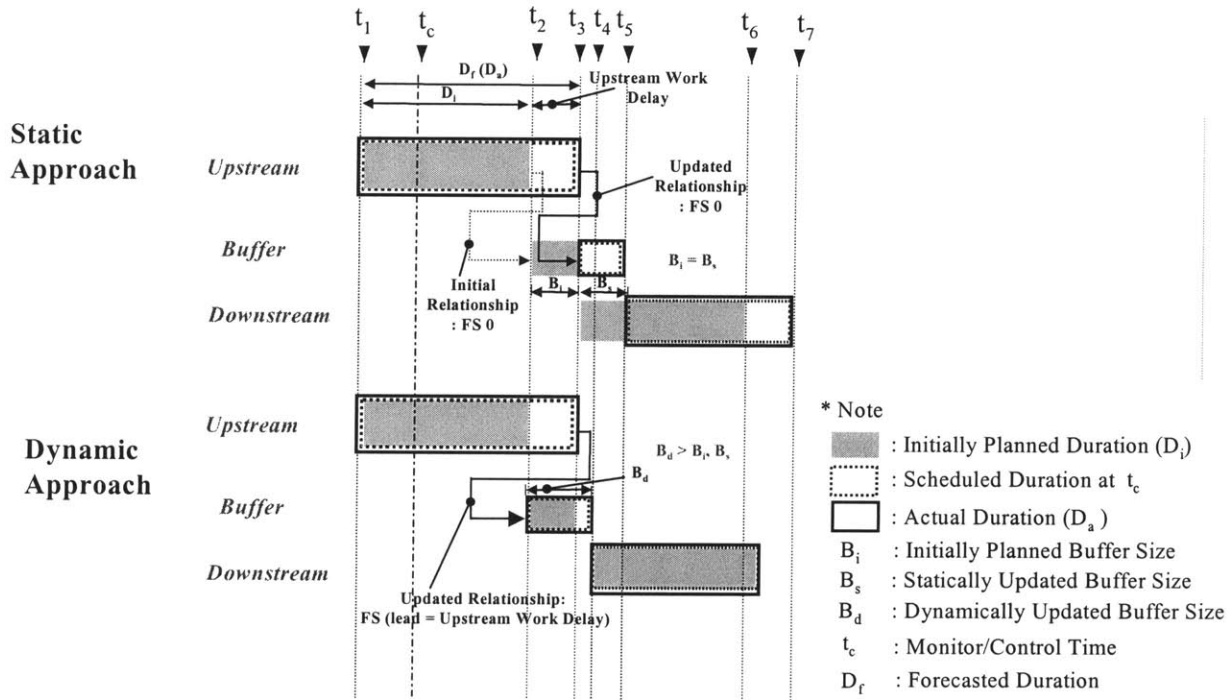 t1 tc t2 t3 t4 t5 t6 t7
Df (Da)
Di
Upstream Work
Delay
Static
Approach
Upstream
Updated
Relationship
: FS 0
Buffer
Bi = Bs
Initial
Relationship
: FS 0
Bi
Bs
Downstream
Dynamic
Approach
Upstream
Bd > Bi, Bs
Bd
Buffer
Downstream
Updated Relationship:
FS (lead = Upstream Work Delay)
* Note
: Initially Planned Duration (Di)
: Scheduled Duration at tc
: Actual Duration (Da )
Bi : Initially Planned Buffer Size
Bs : Statically Updated Buffer Size
Bd : Dynamically Updated Buffer Size
tc : Monitor/Control Time
Df : Forecasted Duration